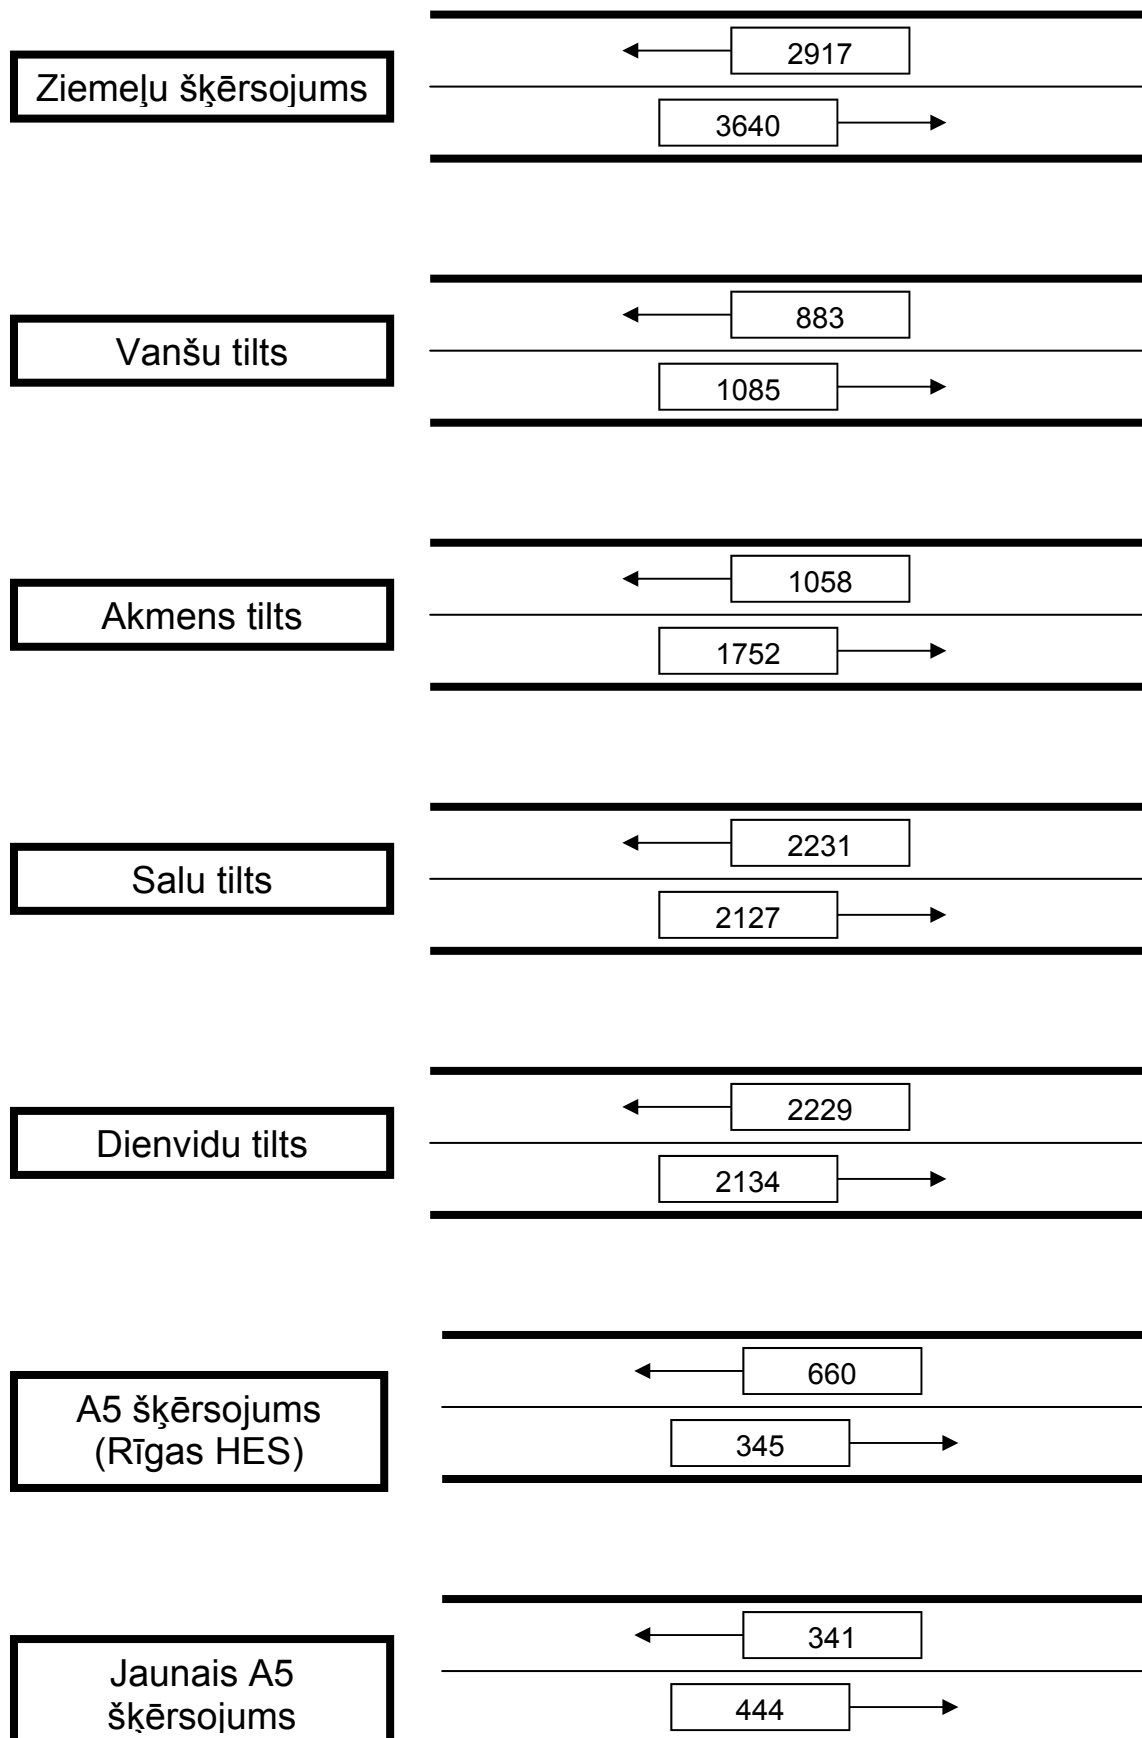 Ziemeļu šķērsojums
2917
3640
Vanšu tilts
883
1085
Akmens tilts
1058
1752
Salu tilts
2231
2127
Dienvidu tilts
2229
2134
A5 šķērsojums
(Rīgas HES)
660
345
Jaunais A5
šķērsojums
341
444